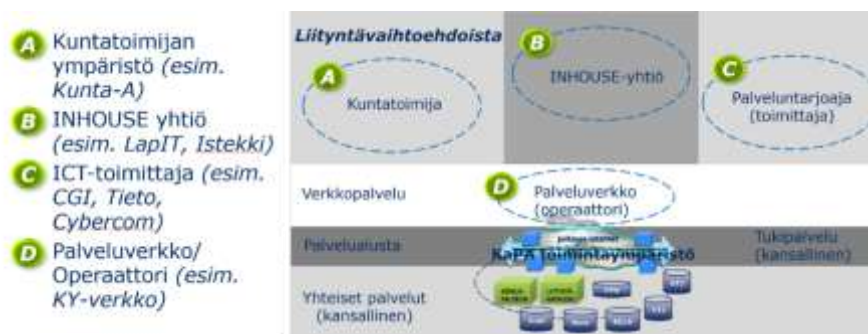 A
Kuntatoimijan
ympäristö (esim.
Kunta-A)
B
INHOUSE yhtiö
(esim. LapIT, Istekki)
C
ICT-toimittaja (esim.
CGI, Tieto,
Cybercom)
D
Palveluverkko/
Operaattori (esim.
KY-verkko)
Liityntävaihtoehdoista
A
Kuntatoimija
B
INHOUSE-yhtiö
C
Palveluntarjoaja
(toimittaja)
Verkkopalvelu
D
Palveluverkko
(operaattori)
Palvelualusta
KaPA toimintaympäristö
Tukipalvelu
(kansallinen)
Yhteiset palvelut
(kansallinen)